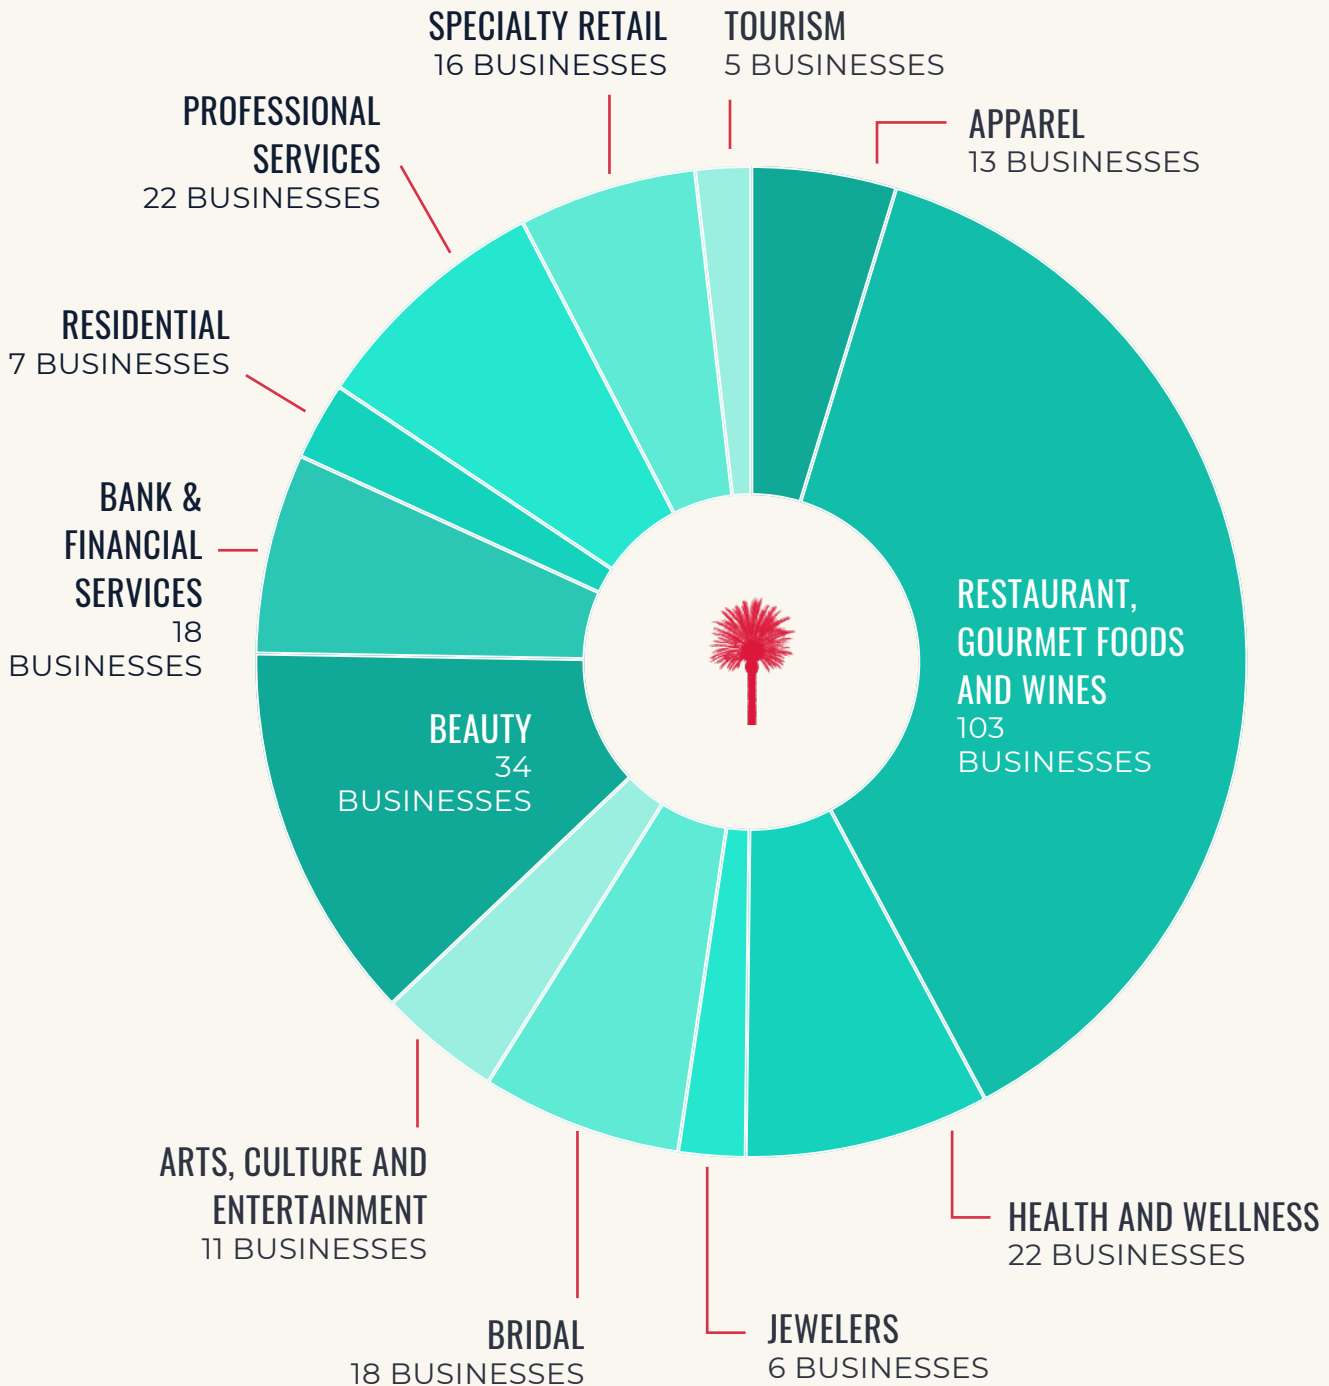 SPECIALTY RETAIL
16 BUSINESSES
TOURISM
5 BUSINESSES
APPAREL
13 BUSINESSES
PROFESSIONAL
SERVICES
22 BUSINESSES
RESIDENTIAL
7 BUSINESSES
BANK &
FINANCIAL
SERVICES
18
BUSINESSES
RESTAURANT,
GOURMET FOODS
AND WINES
103
BUSINESSES
BEAUTY
34
BUSINESSES
ARTS, CULTURE AND
ENTERTAINMENT
11 BUSINESSES
BRIDAL
18 BUSINESSES
JEWELERS
6 BUSINESSES
HEALTH AND WELLNESS
22 BUSINESSES